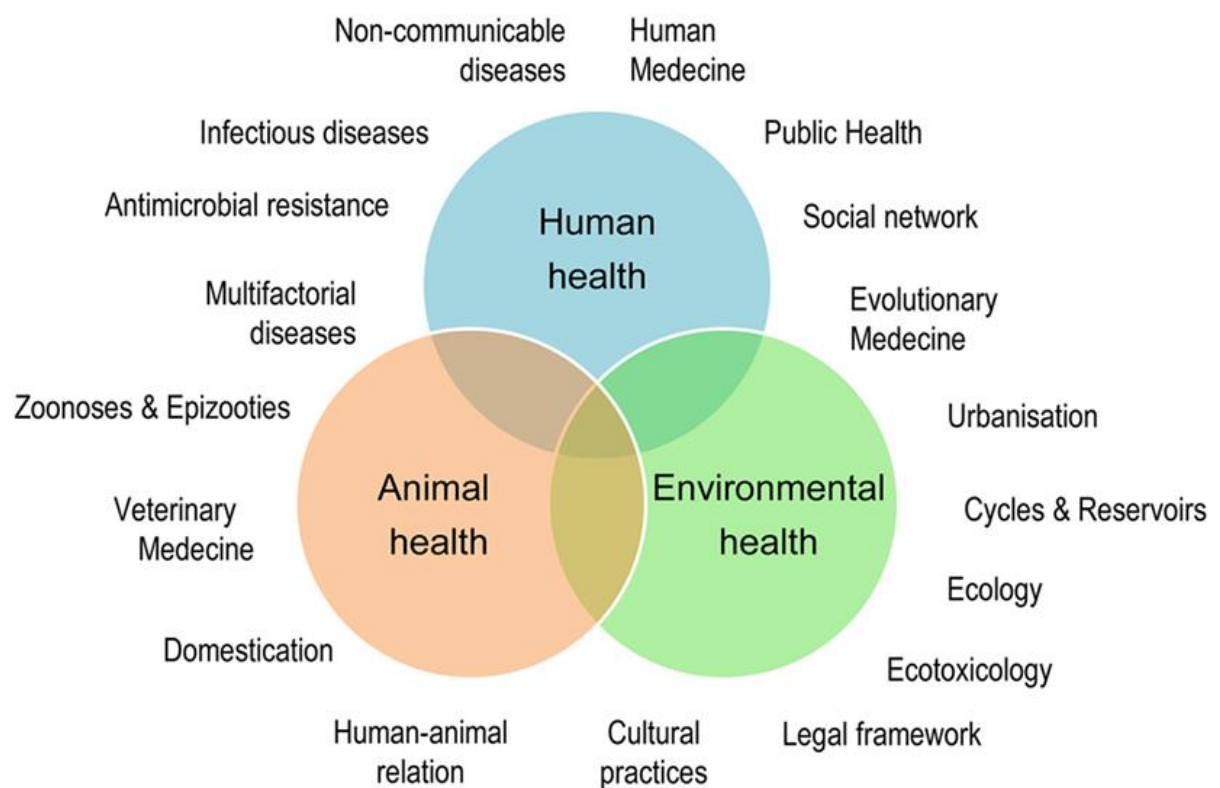 Non-communicable
diseases
Human
Medecine
Infectious diseases
Public Health
Antimicrobial resistance
Social network
Human
health
Multifactorial
diseases
Evolutionary
Medecine
Zoonoses & Epizooties
Urbanisation
Animal
health
Environmental
health
Veterinary
Medecine
Cycles & Reservoirs
Ecology
Domestication
Ecotoxicology
Human-animal
relation
Cultural
practices
Legal framework